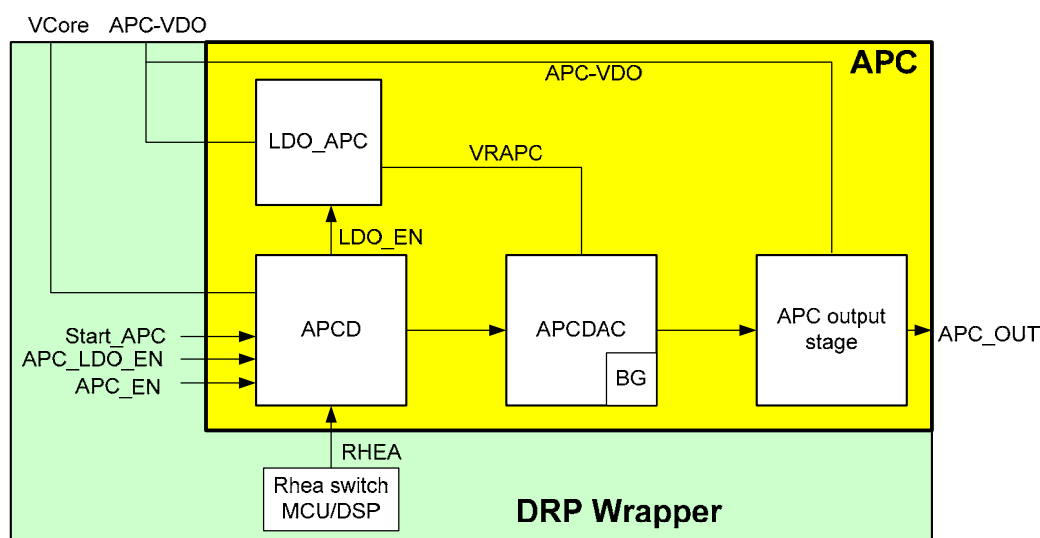 VCore
APC-VDO
APC
APC-VDO
LDO_APC
VRAPC
LDO_EN
Start_APC
APC_LDO_EN
APC_EN
APCD
APCDAC
BG
APC output
stage
APC_OUT
RHEA
Rhea switch
MCU/DSP
DRP Wrapper